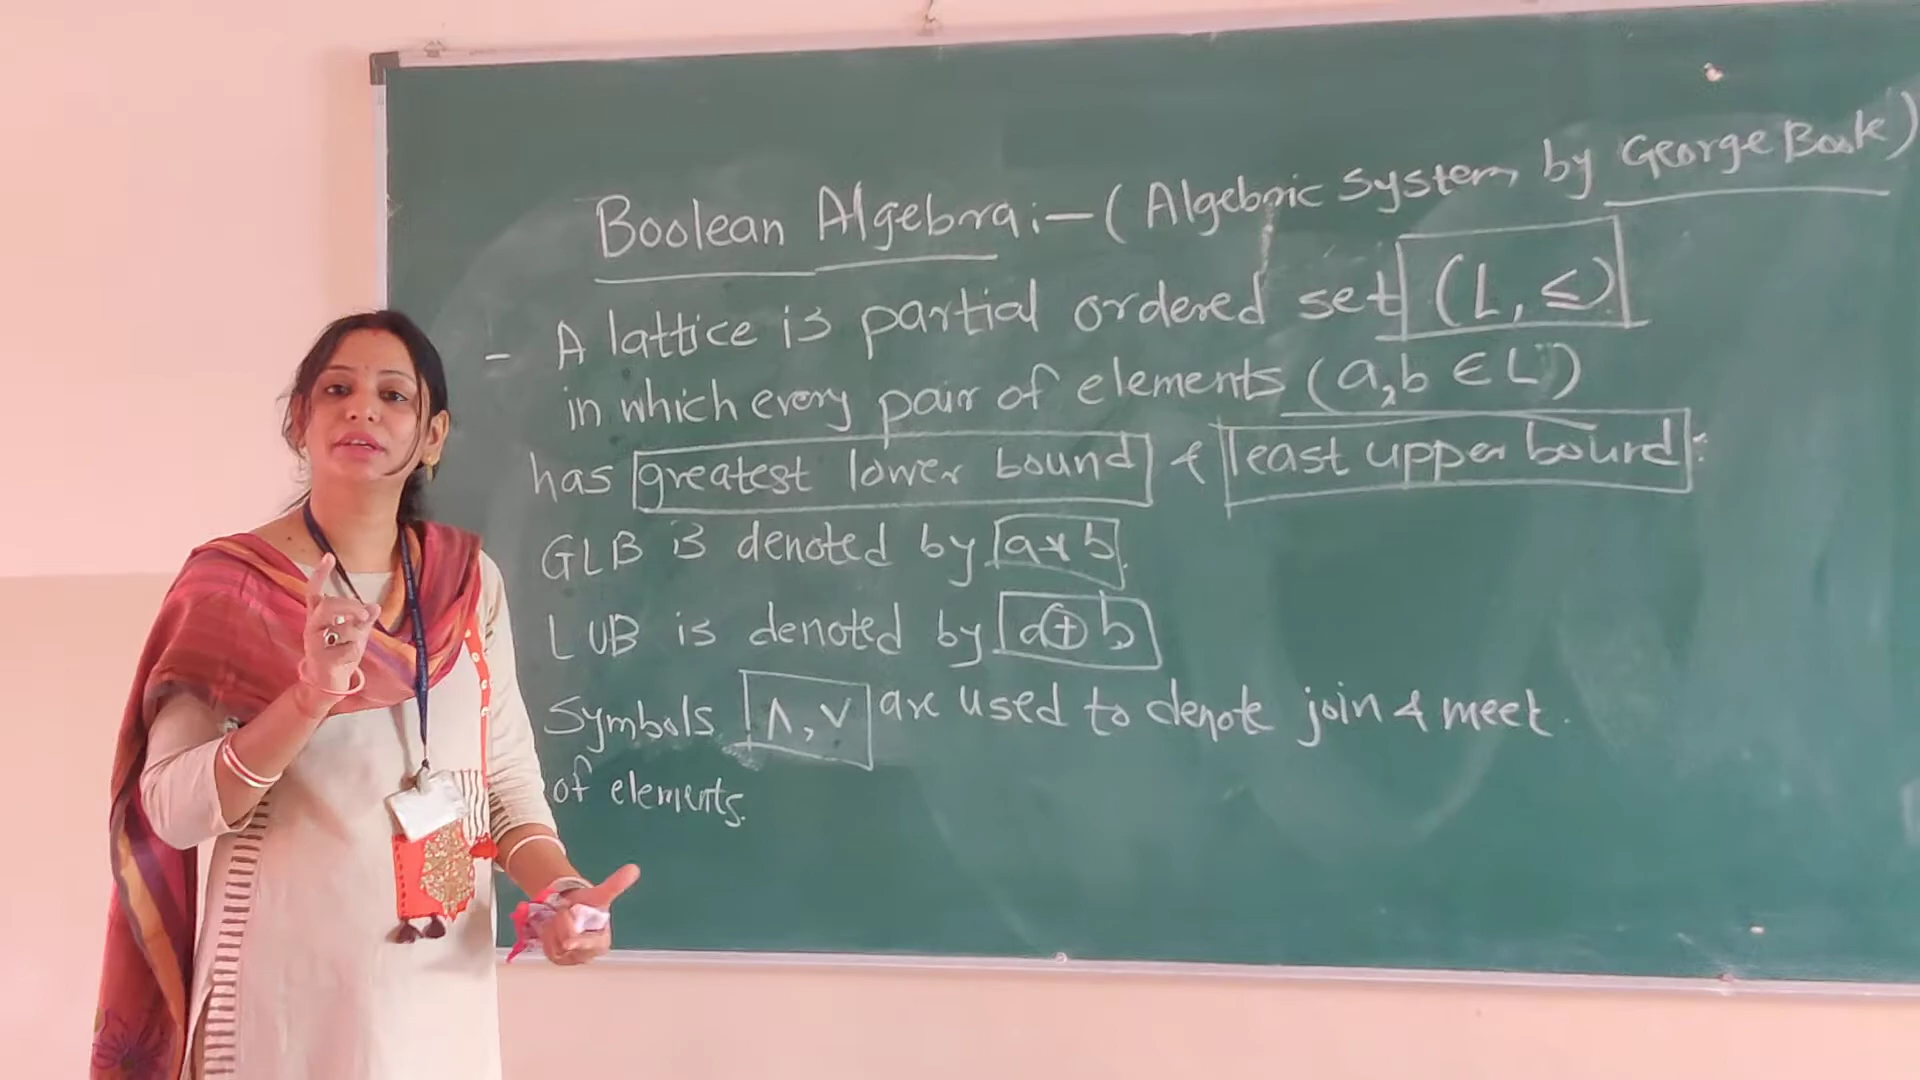 Boolean Algebra:- (Algebric System by George Boole)
- A lattice is partial ordered set (L, ≤)
in which every pair of elements (a,b ∈ L)
has greatest lower bound & least upper bound:
GLB is denoted by a*b
LUB is denoted by a⊕b
Symbols ∧,∨ are used to denote join & meet.
of elements.